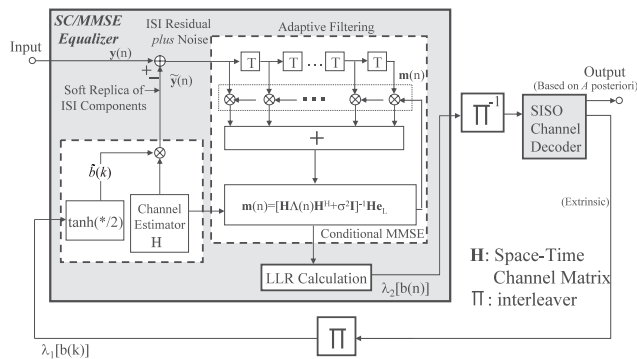 SC/MMSE
Equalizer
ISI Residual
plus Noise
Adaptive Filtering
Input
y(n)
+
−
ỹ(n)
T
T
...
T
m(n)
Soft Replica of
ISI Components
+
b̂(k)
tanh(*/2)
Channel
Estimator
H
m(n)=[HΛ(n)Hᴴ+σ²I]⁻¹He_L
Conditional MMSE
LLR Calculation
λ₂[b(n)]
Π⁻¹
SISO
Channel
Decoder
Output
(Based on A posteriori)
(Extrinsic)
H: Space-Time
Channel Matrix
Π: interleaver
Π
λ₁[b(k)]